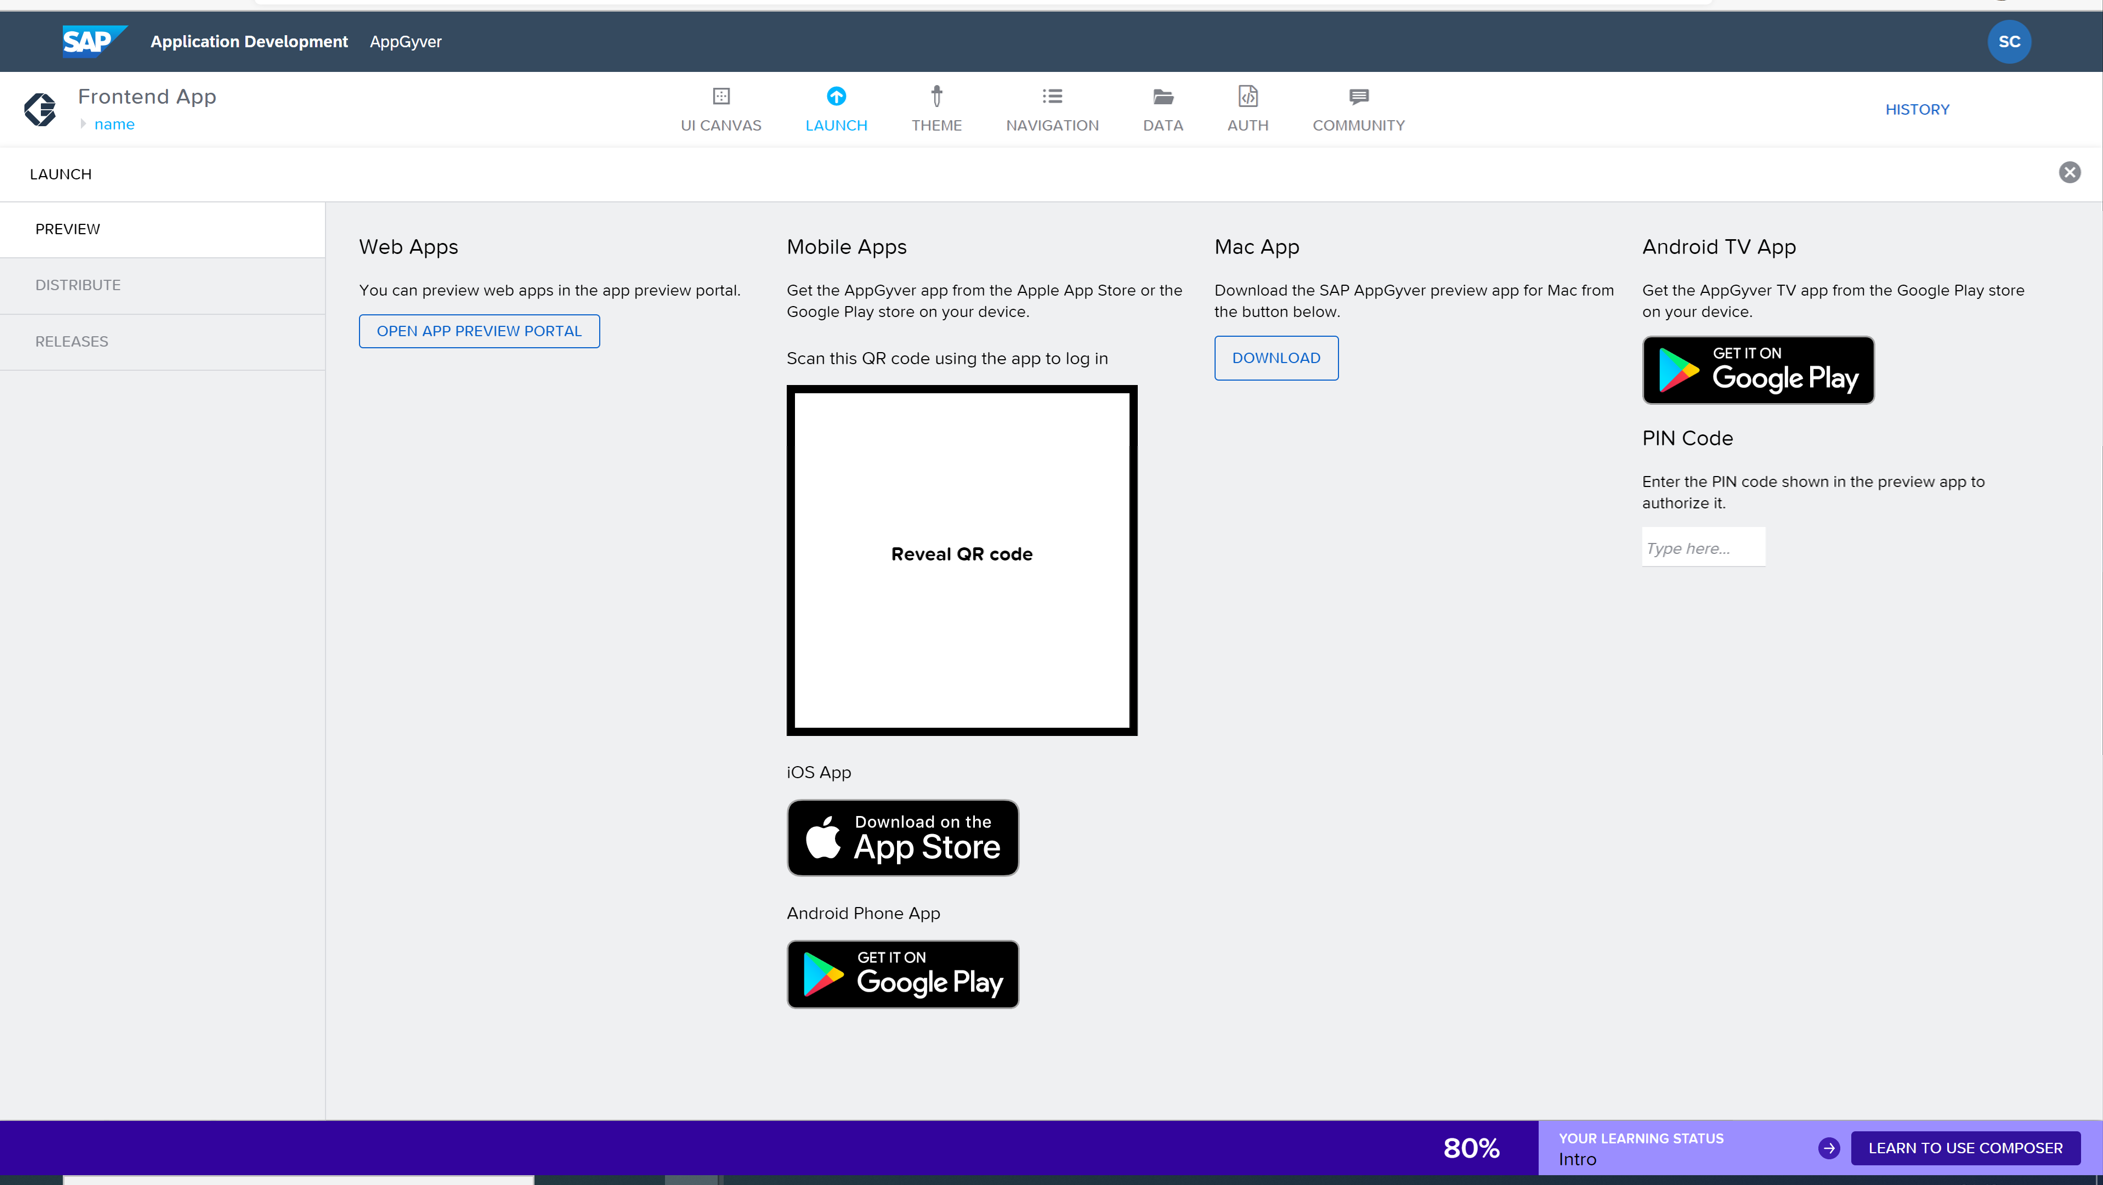 SAP Application Development AppGyver SC
Frontend App
name
UI CANVAS LAUNCH THEME NAVIGATION DATA AUTH COMMUNITY
HISTORY
LAUNCH
PREVIEW
DISTRIBUTE
RELEASES
Web Apps
You can preview web apps in the app preview portal.
OPEN APP PREVIEW PORTAL
Mobile Apps
Get the AppGyver app from the Apple App Store or the
Google Play store on your device.
Scan this QR code using the app to log in
Reveal QR code
iOS App
Download on the
App Store
Android Phone App
GET IT ON
Google Play
Mac App
Download the SAP AppGyver preview app for Mac from
the button below.
DOWNLOAD
Android TV App
Get the AppGyver TV app from the Google Play store
on your device.
GET IT ON
Google Play
PIN Code
Enter the PIN code shown in the preview app to
authorize it.
Type here...
80%
YOUR LEARNING STATUS
Intro
LEARN TO USE COMPOSER